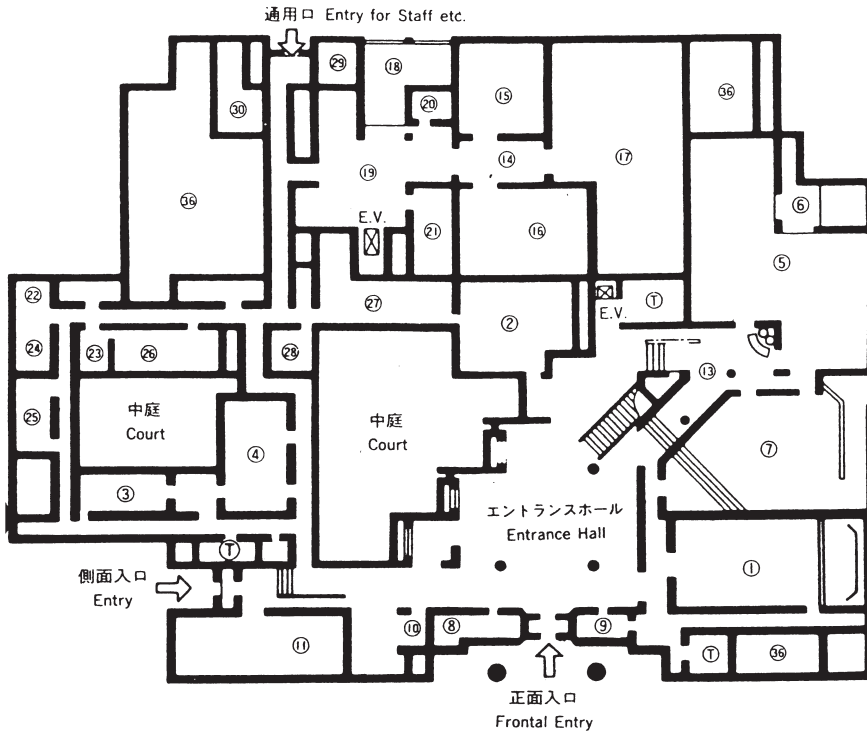 通用口 Entry for Staff etc.
㉙
⑱
⑳
⑮
㊱
㉚
⑭
⑰
⑲
⑥
㊱
E.V.
㉑
⑯
⑤
㉒
㉗
Ⓣ
E.V.
②
㉔
㉓
㉖
㉘
⑬
㉕
中庭
Court
中庭
Court
④
⑦
③
エントランスホール
Entrance Hall
Ⓣ
①
側面入口
Entry
⑪
⑩
⑧
⑨
Ⓣ
㊱
正面入口
Frontal Entry